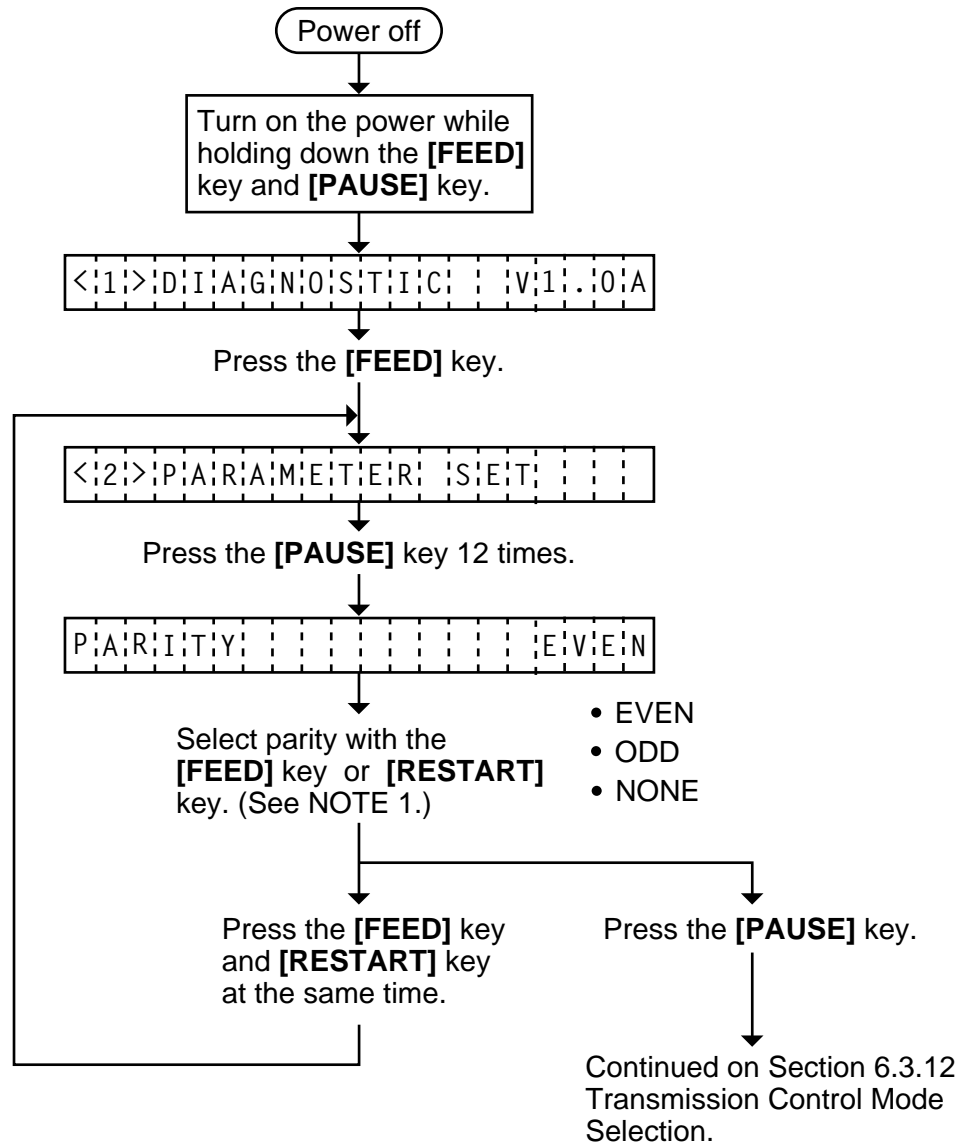 Power off
Turn on the power while
holding down the [FEED]
key and [PAUSE] key.
<1>DIAGNOSTIC  V1.0A
Press the [FEED] key.
<2>PARAMETER SET
Press the [PAUSE] key 12 times.
PARITY          EVEN
Select parity with the
[FEED] key or [RESTART]
key. (See NOTE 1.)
• EVEN
• ODD
• NONE
Press the [FEED] key
and [RESTART] key
at the same time.
Press the [PAUSE] key.
Continued on Section 6.3.12
Transmission Control Mode
Selection.